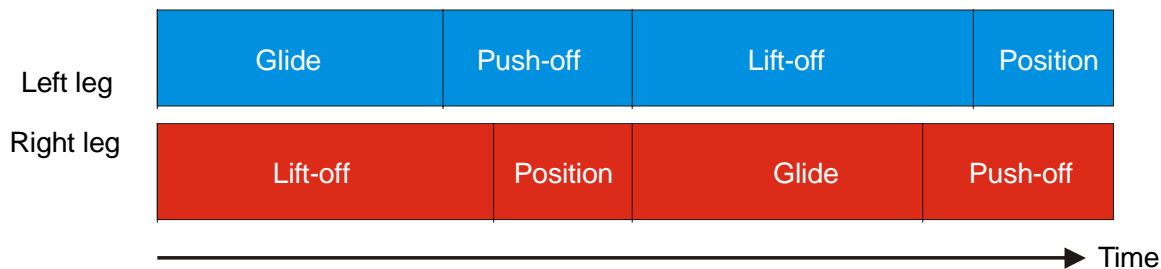 Left leg
Glide Push-off Lift-off Position
Right leg
Lift-off Position Glide Push-off
Time